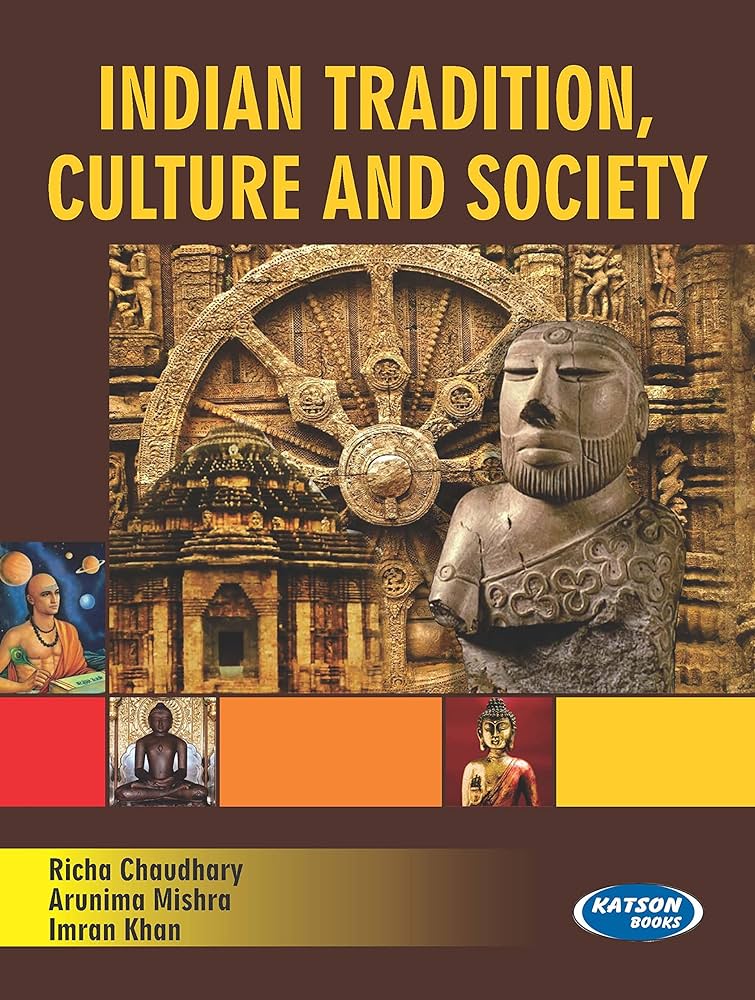 INDIAN TRADITION,
CULTURE AND SOCIETY
Richa Chaudhary
Arunima Mishra
Imran Khan
KATSON
BOOKS